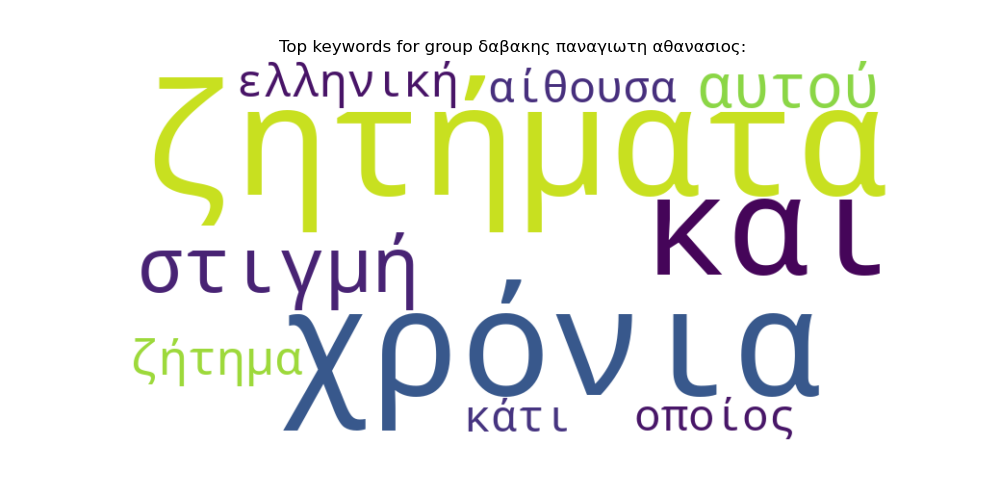 Top keywords for group δαβακης παναγιωτη αθανασιος:
ελληνική αίθουσα αυτού
ζητήματα
και
στιγμή
χρόνια
ζήτημα
κάτι οποίος